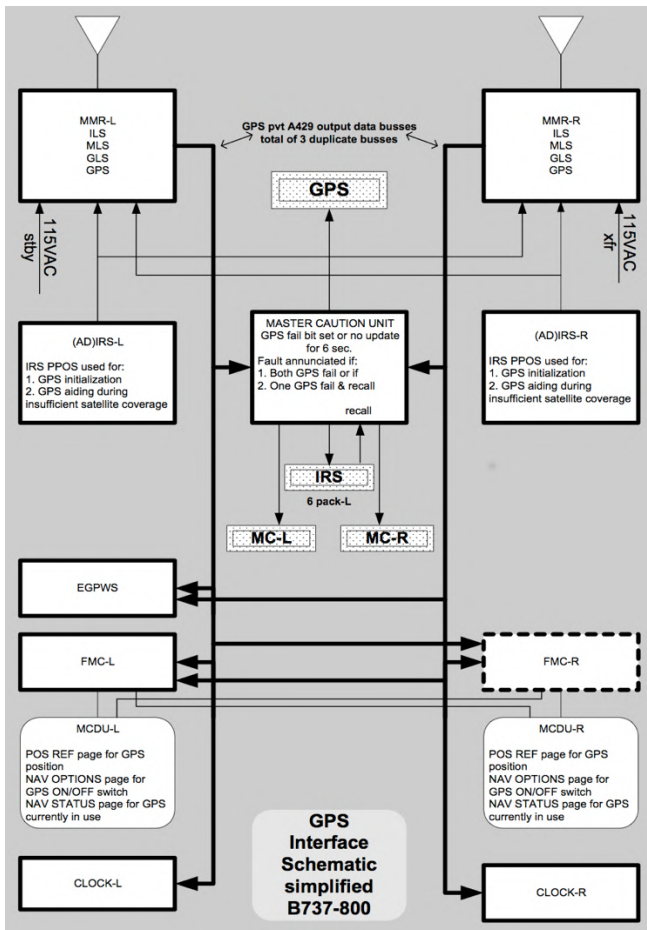 MMR-L
ILS
MLS
GLS
GPS
GPS pvt A429 output data busses
total of 3 duplicate busses
MMR-R
ILS
MLS
GLS
GPS
GPS
115VAC
stby
115VAC
xfr
(AD)IRS-L
IRS PPOS used for:
1. GPS initialization
2. GPS aiding during
insufficient satellite coverage
MASTER CAUTION UNIT
GPS fail bit set or no update
for 6 sec.
Fault annunciated if:
1. Both GPS fail or if
2. One GPS fail & recall
recall
(AD)IRS-R
IRS PPOS used for:
1. GPS initialization
2. GPS aiding during
insufficient satellite coverage
IRS
6 pack-L
MC-L
MC-R
EGPWS
FMC-L
FMC-R
MCDU-L
POS REF page for GPS
position
NAV OPTIONS page for
GPS ON/OFF switch
NAV STATUS page for GPS
currently in use
MCDU-R
POS REF page for GPS
position
NAV OPTIONS page for
GPS ON/OFF switch
NAV STATUS page for GPS
currently in use
GPS
Interface
Schematic
simplified
B737-800
CLOCK-L
CLOCK-R